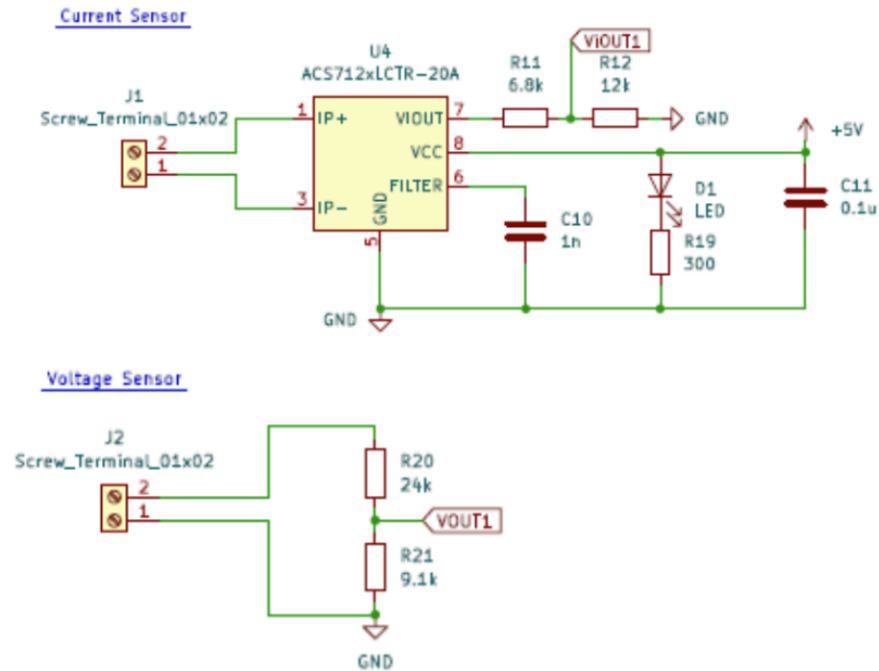 Current Sensor
J1
Screw_Terminal_01x02
2
1
U4
ACS712xLCTR-20A
1 IP+
3 IP-
VIOUT 7
VCC 8
FILTER 6
GND
5
R11
6.8k
ViOUT1
R12
12k
GND
+5V
D1
LED
R19
300
C10
1n
C11
0.1u
GND
Voltage Sensor
J2
Screw_Terminal_01x02
2
1
R20
24k
VOUT1
R21
9.1k
GND